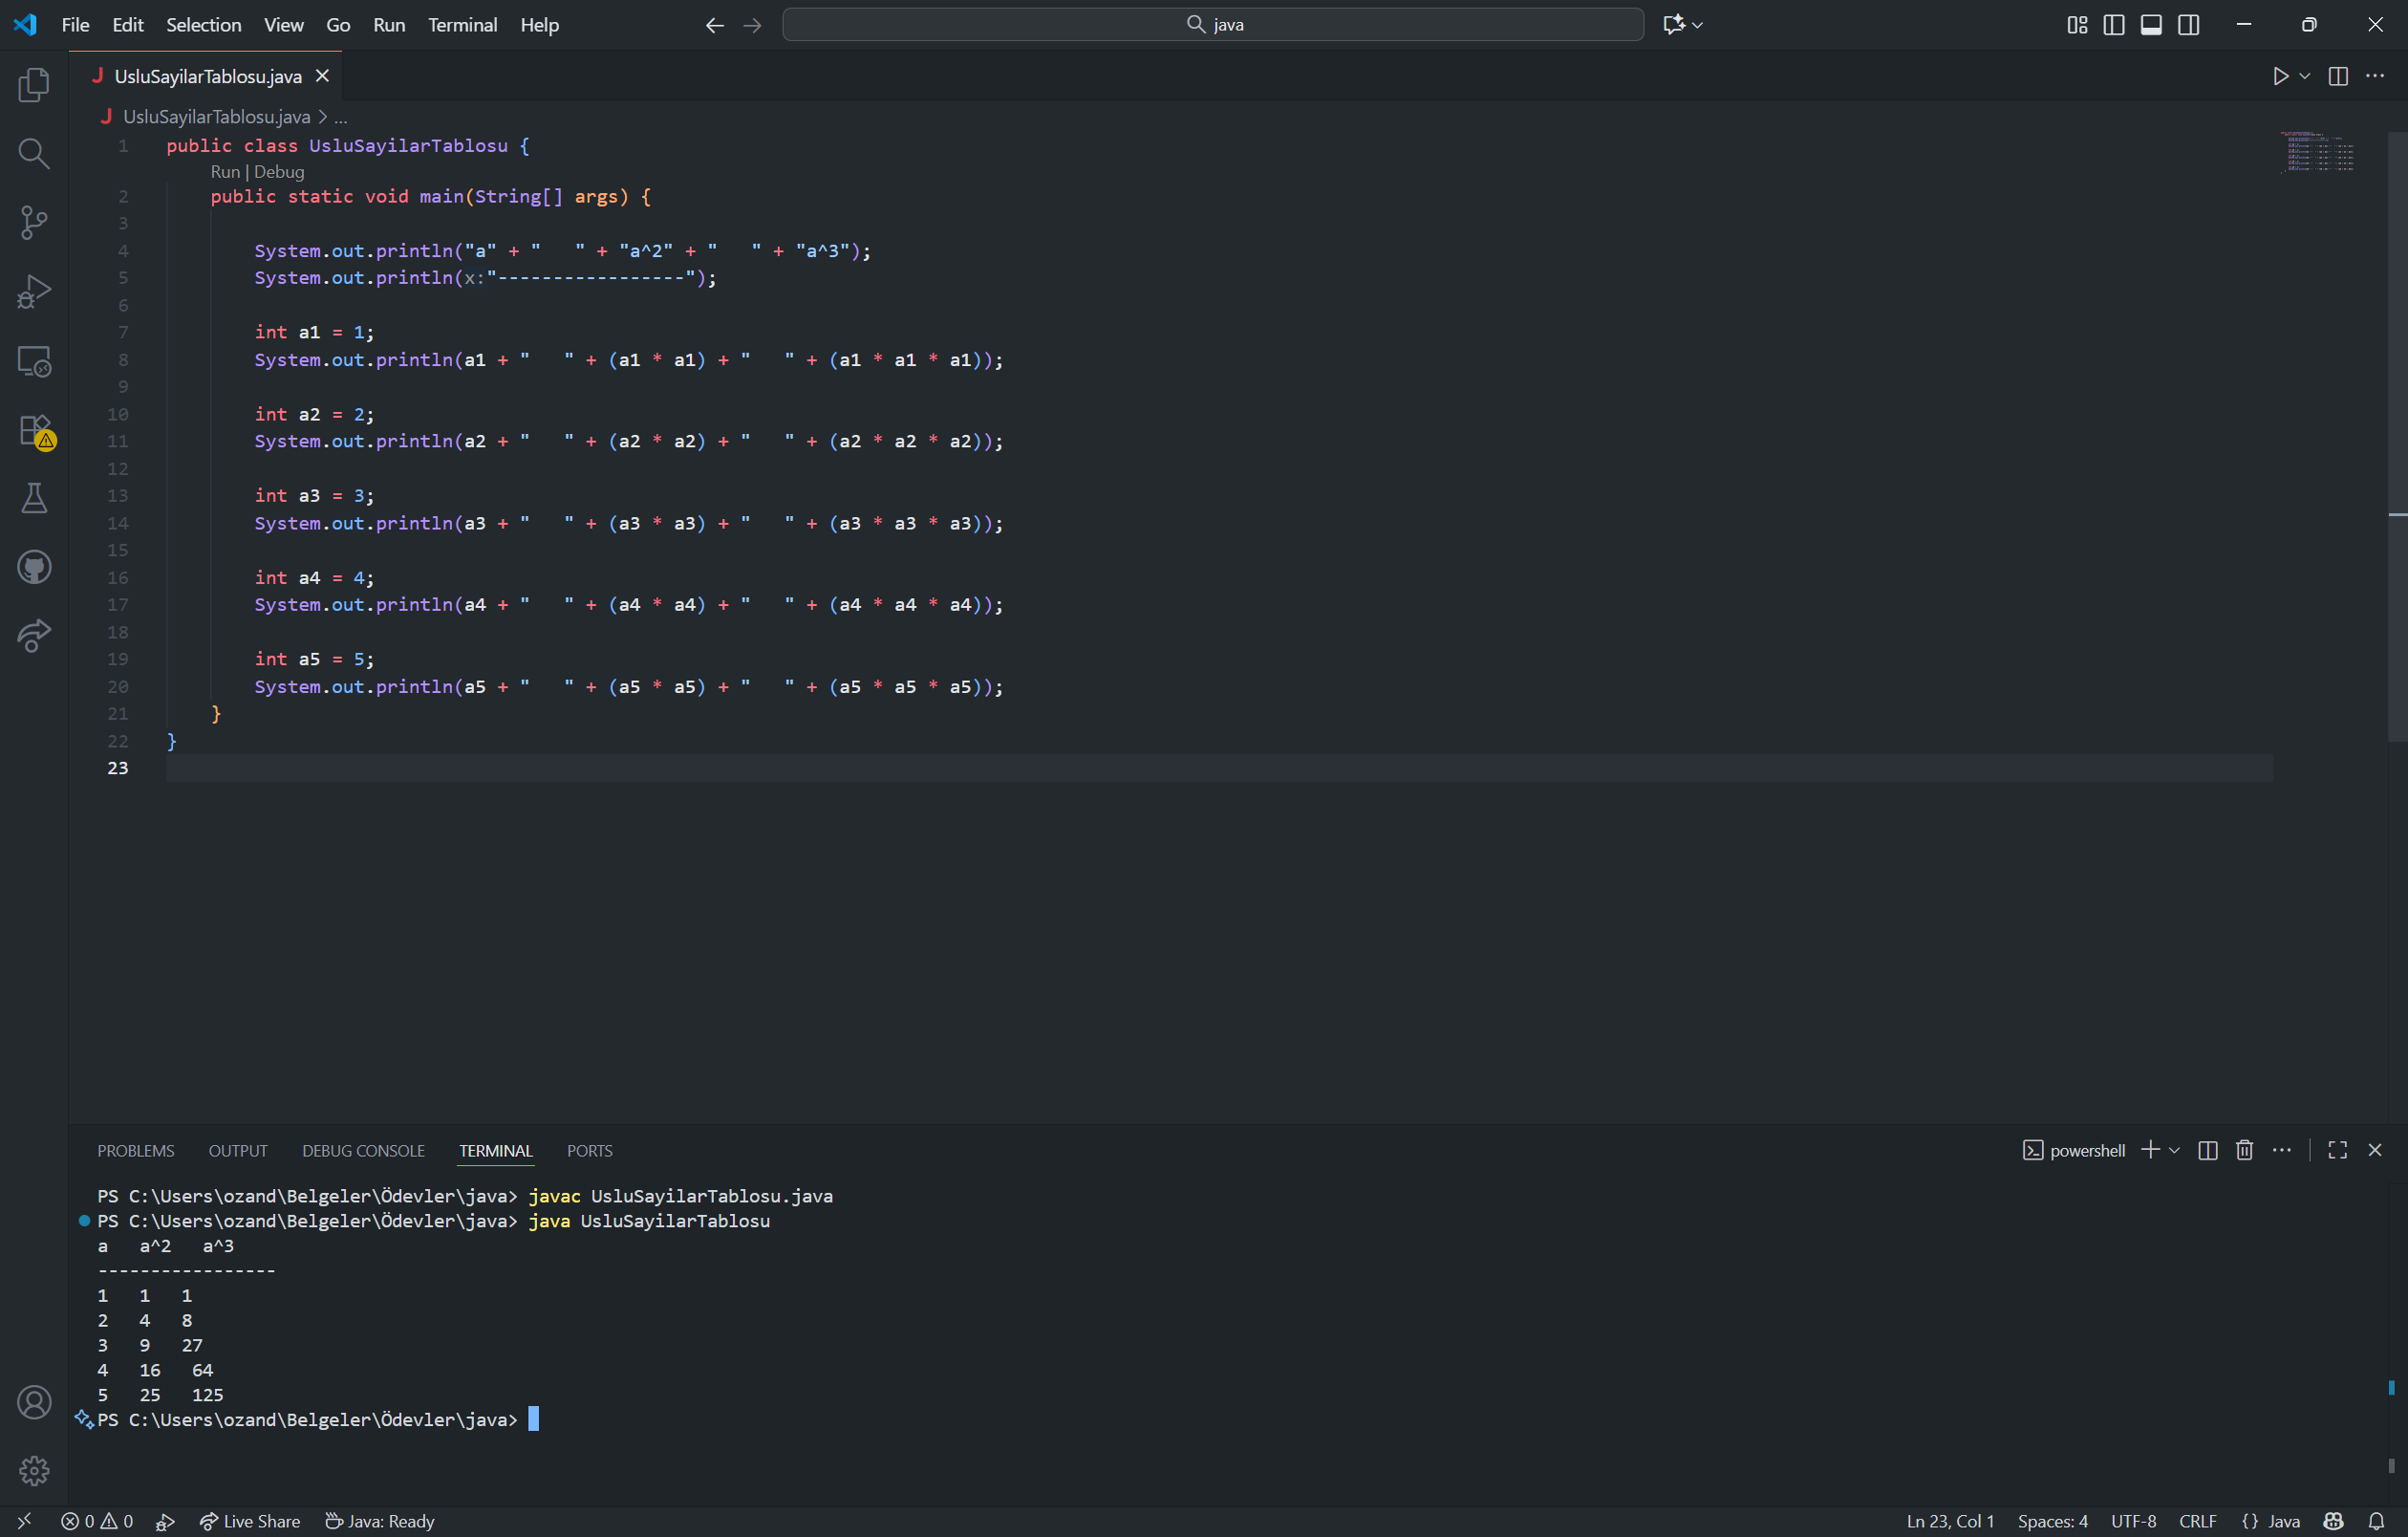 File Edit Selection View Go Run Terminal Help java
UsluSayilarTablosu.java
UsluSayilarTablosu.java > ...
1 public class UsluSayilarTablosu {
Run | Debug
2 public static void main(String[] args) {
3
4 System.out.println("a" + "   " + "a^2" + "   " + "a^3");
5 System.out.println(x:"-----------------");
6
7 int a1 = 1;
8 System.out.println(a1 + "   " + (a1 * a1) + "   " + (a1 * a1 * a1));
9
10 int a2 = 2;
11 System.out.println(a2 + "   " + (a2 * a2) + "   " + (a2 * a2 * a2));
12
13 int a3 = 3;
14 System.out.println(a3 + "   " + (a3 * a3) + "   " + (a3 * a3 * a3));
15
16 int a4 = 4;
17 System.out.println(a4 + "   " + (a4 * a4) + "   " + (a4 * a4 * a4));
18
19 int a5 = 5;
20 System.out.println(a5 + "   " + (a5 * a5) + "   " + (a5 * a5 * a5));
21 }
22 }
23
PROBLEMS OUTPUT DEBUG CONSOLE TERMINAL PORTS powershell
PS C:\Users\ozand\Belgeler\Ödevler\java> javac UsluSayilarTablosu.java
PS C:\Users\ozand\Belgeler\Ödevler\java> java UsluSayilarTablosu
a   a^2   a^3
-----------------
1   1   1
2   4   8
3   9   27
4   16   64
5   25   125
PS C:\Users\ozand\Belgeler\Ödevler\java>
0 0 Live Share Java: Ready Ln 23, Col 1 Spaces: 4 UTF-8 CRLF {} Java